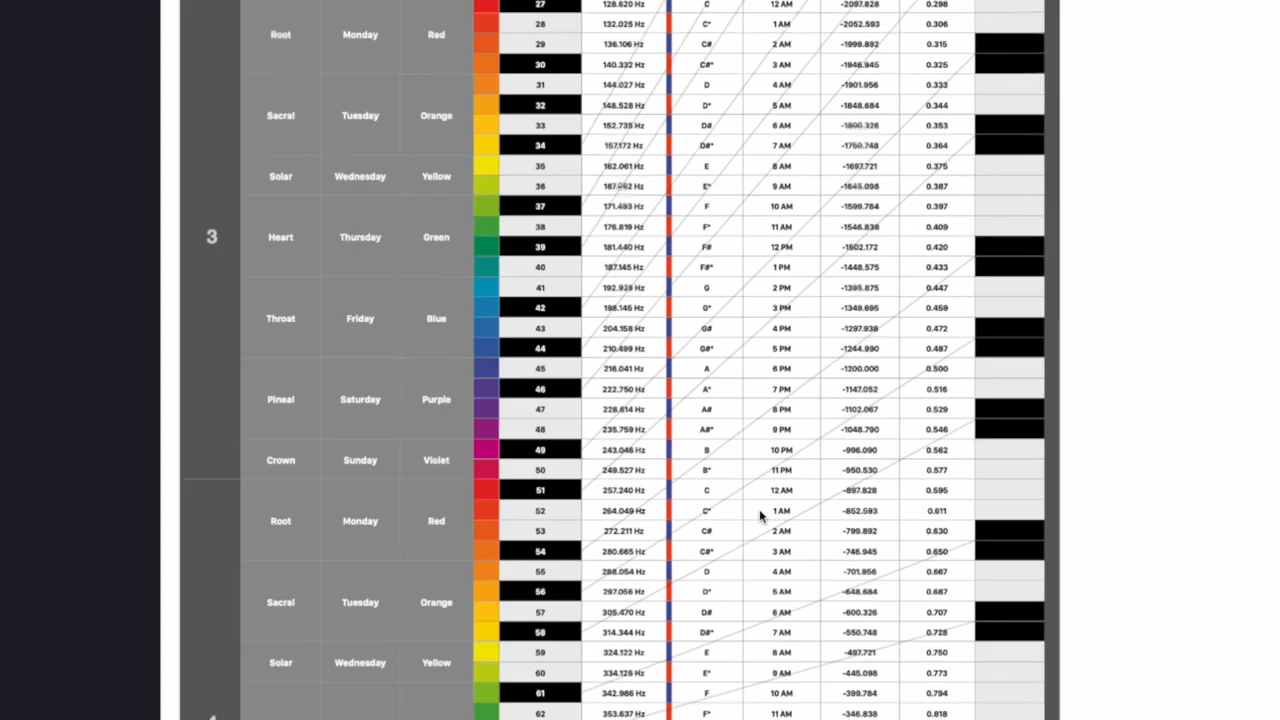 27 128.620 Hz C 12 AM -2097.828 0.298
28 132.025 Hz C* 1 AM -2052.593 0.306
Root Monday Red
29 136.106 Hz C# 2 AM -1999.892 0.315
30 140.332 Hz C#* 3 AM -1946.945 0.325
31 144.027 Hz D 4 AM -1901.956 0.333
32 148.528 Hz D* 5 AM -1848.684 0.344
Sacral Tuesday Orange
33 152.735 Hz D# 6 AM -1800.326 0.353
34 157.172 Hz D#* 7 AM -1750.748 0.364
35 162.061 Hz E 8 AM -1697.721 0.375
Solar Wednesday Yellow
36 Hz E* 9 AM -1645.098 0.387
37 171.493 Hz F 10 AM -1599.784 0.397
38 176.819 Hz F* 11 AM -1546.838 0.409
3 Heart Thursday Green
39 181.440 Hz F# 12 PM -1502.172 0.420
40 187.145 Hz F#* 1 PM -1448.575 0.433
41 192.929 Hz G 2 PM -1395.875 0.447
42 198.145 Hz G* 3 PM -1349.695 0.459
Throat Friday Blue
43 204.158 Hz G# 4 PM -1297.938 0.472
44 210.499 Hz G#* 5 PM -1244.990 0.487
45 216.041 Hz A 6 PM -1200.000 0.500
46 222.750 Hz A* 7 PM -1147.052 0.516
Pineal Saturday Purple
47 228.614 Hz A# 8 PM -1102.067 0.529
48 235.759 Hz A#* 9 PM -1048.790 0.546
49 243.046 Hz B 10 PM -996.090 0.562
Crown Sunday Violet
50 249.527 Hz B* 11 PM -950.530 0.577
51 257.240 Hz C 12 AM -897.828 0.595
52 264.049 Hz C* 1 AM -852.593 0.611
Root Monday Red
53 272.211 Hz C# 2 AM -799.892 0.630
54 280.665 Hz C#* 3 AM -746.945 0.650
55 288.054 Hz D 4 AM -701.956 0.667
56 297.056 Hz D* 5 AM -648.684 0.687
Sacral Tuesday Orange
57 305.470 Hz D# 6 AM -600.326 0.707
58 314.344 Hz D#* 7 AM -550.748 0.728
59 324.122 Hz E 8 AM -497.721 0.750
Solar Wednesday Yellow
60 334.125 Hz E* 9 AM -445.098 0.773
61 342.986 Hz F 10 AM -399.784 0.794
62 353.637 Hz F* 11 AM -346.838 0.818